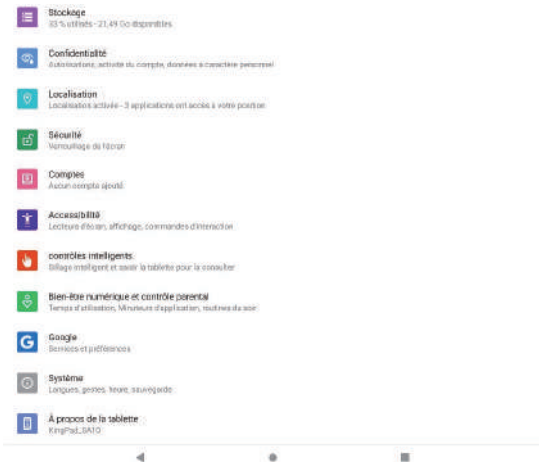 Stockage
33 % utilisés - 21,49 Go disponibles
Confidentialité
Autorisations, activité du compte, données à caractère personnel
Localisation
Localisation activée - 3 applications ont accès à votre position
Sécurité
Verrouillage de l'écran
Comptes
Aucun compte ajouté
Accessibilité
Lecteurs d'écran, affichage, commandes d'interaction
contrôles intelligents
Sillage intelligent et saisir la tablette pour la consulter
Bien-être numérique et contrôle parental
Temps d'utilisation, Minuteurs d'application, routines du soir
Google
Services et préférences
Système
Langues, gestes, heure, sauvegarde
À propos de la tablette
KingPad_SA10